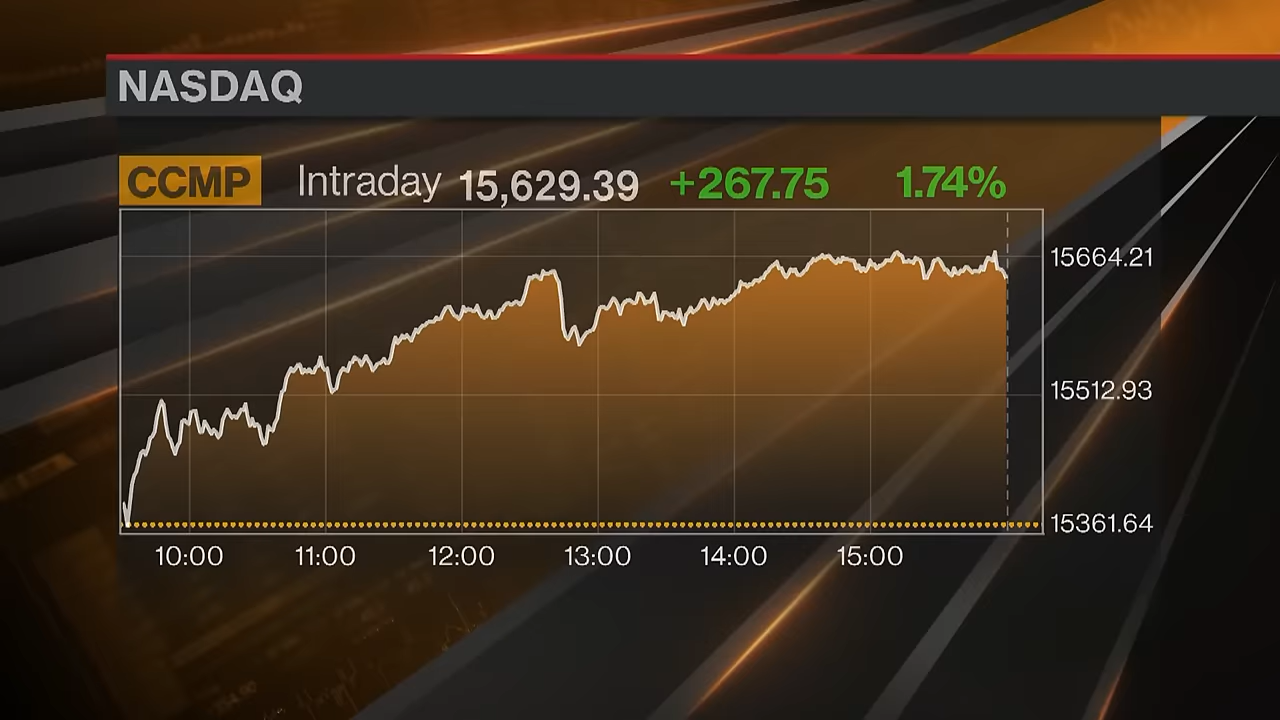 NASDAQ
CCMP Intraday 15,629.39 +267.75 1.74%
15664.21
15512.93
15361.64
10:00 11:00 12:00 13:00 14:00 15:00